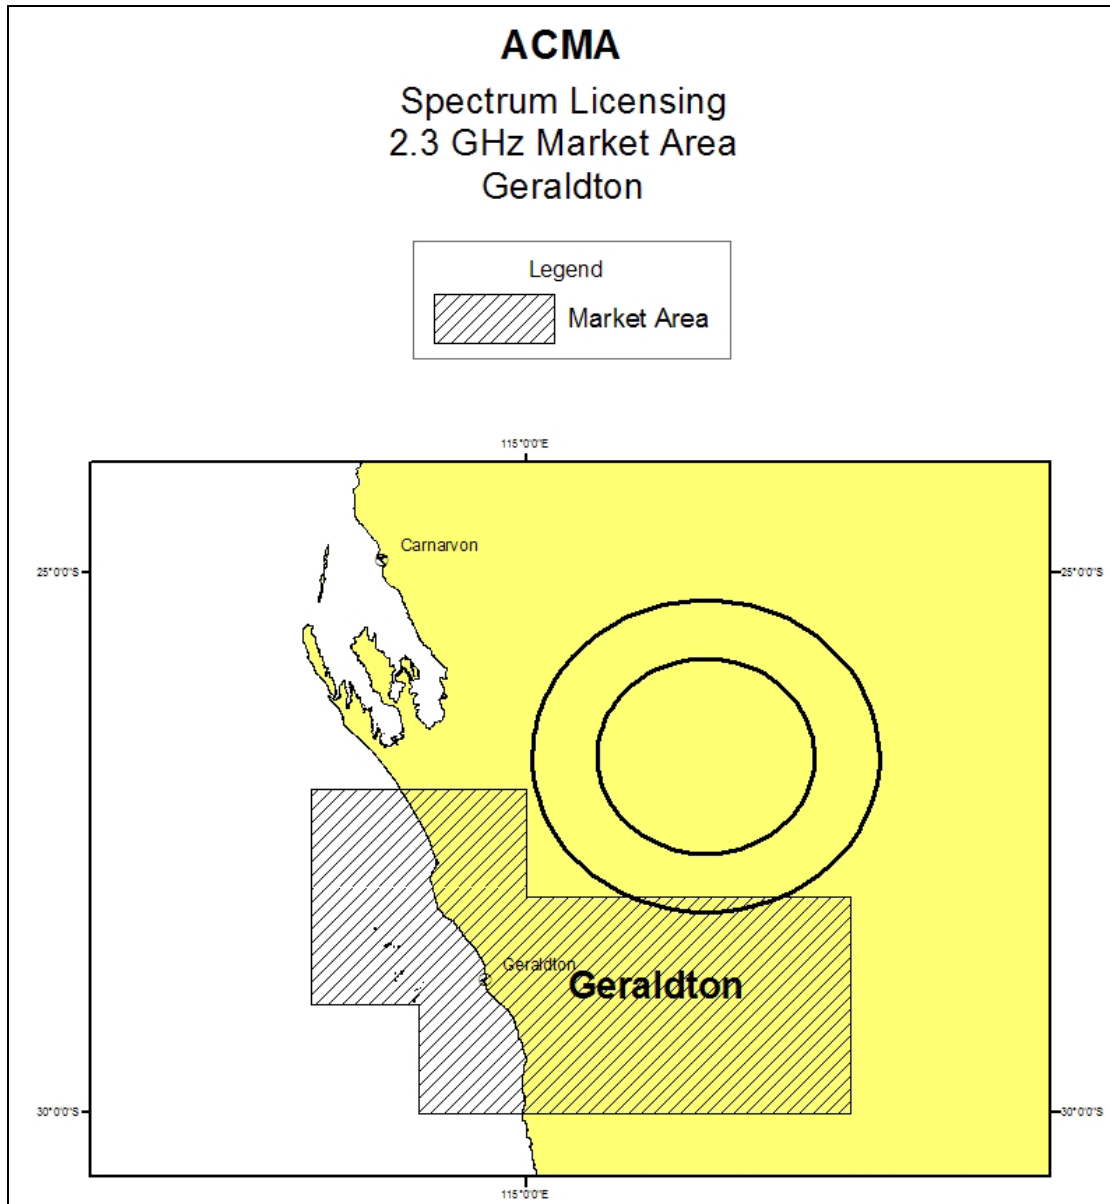 ACMA
Spectrum Licensing
2.3 GHz Market Area
Geraldton
Legend
Market Area
115°0'0"E
Carnarvon
25°0'0"S
25°0'0"S
Geraldton
Geraldton
30°0'0"S
30°0'0"S
115°0'0"E